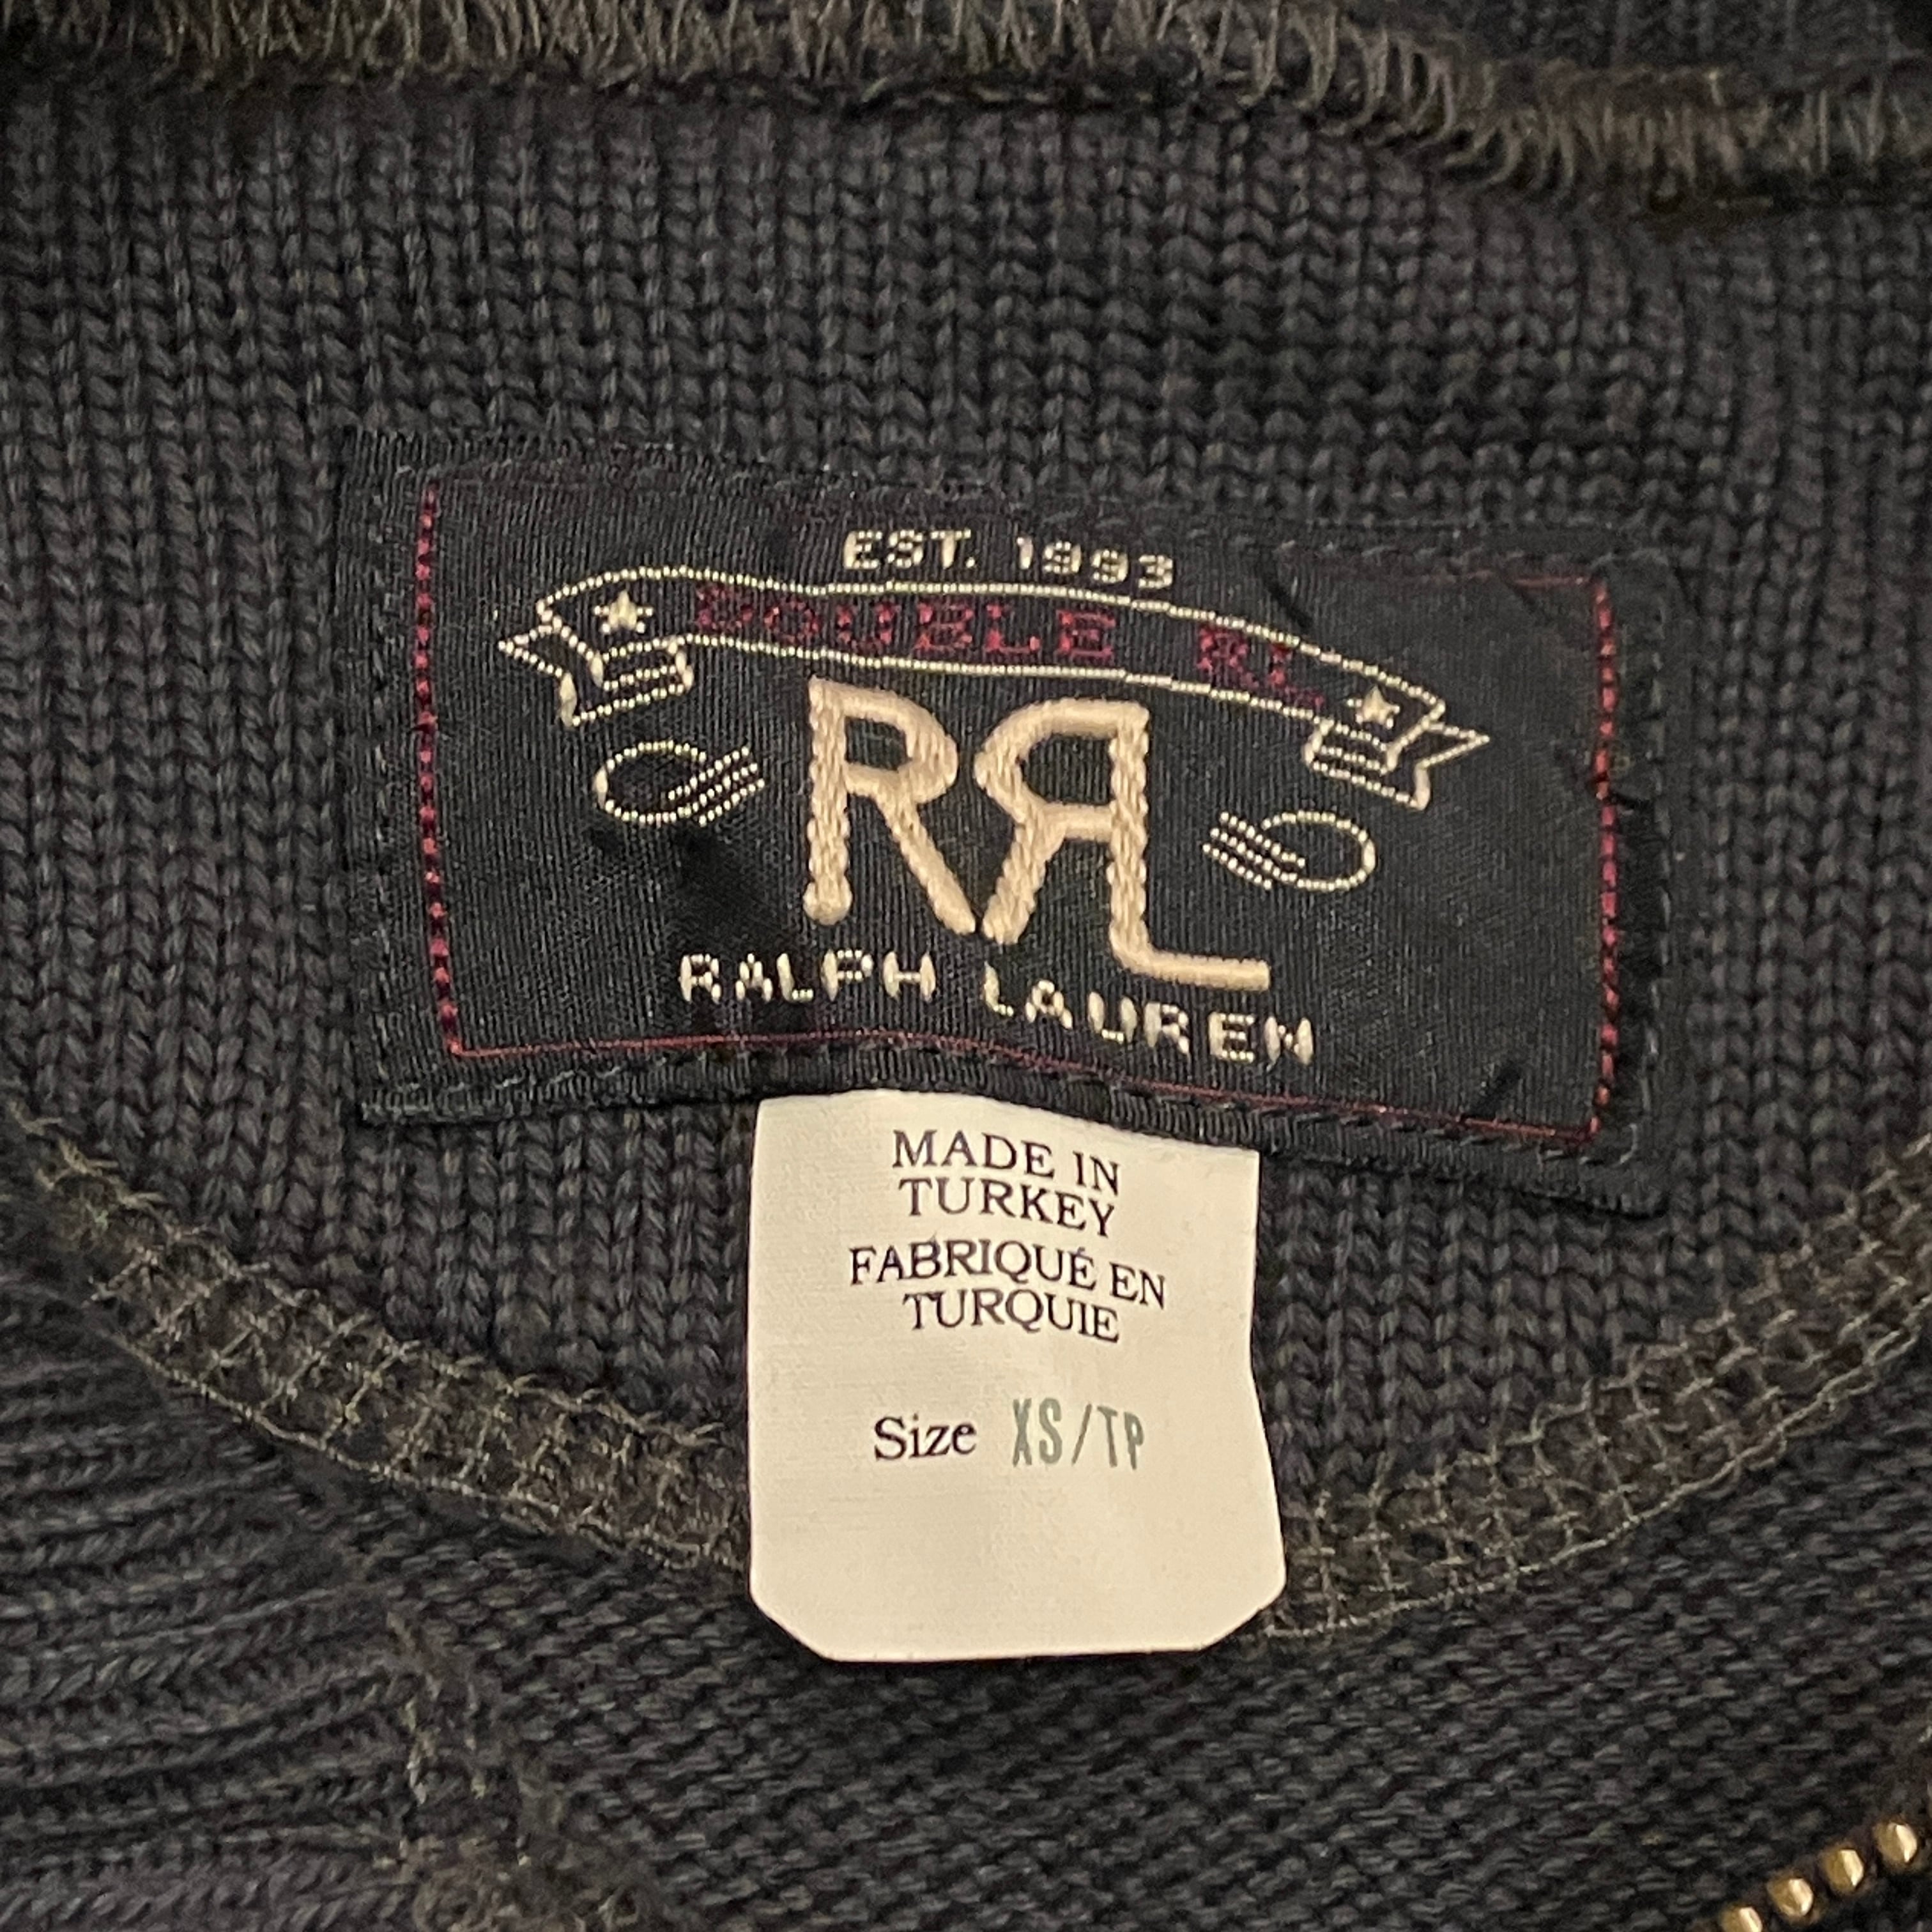 EST. 1993
DOUBLE RL
RRL
RALPH LAUREN
MADE IN
TURKEY
FABRIQUÉ EN
TURQUIE
Size XS/TP